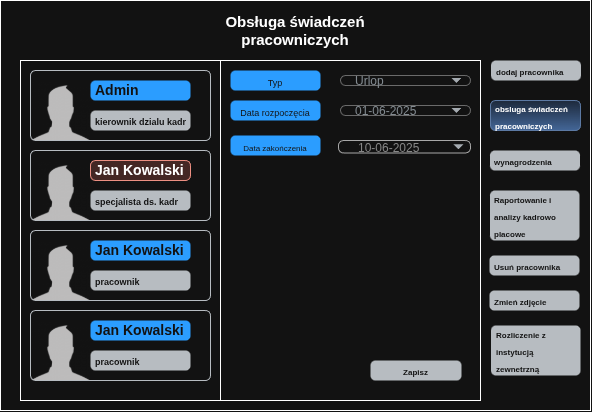 Obsługa świadczeń
pracowniczych
Admin
kierownik dzialu kadr
Jan Kowalski
specjalista ds. kadr
Jan Kowalski
pracownik
Jan Kowalski
pracownik
Typ
Urlop
Data rozpoczęcia
01-06-2025
Data zakończenia
10-06-2025
Zapisz
dodaj pracownika
obsluga świadczeń
pracowniczych
wynagrodzenia
Raportowanie i
analizy kadrowo
placowe
Usuń pracownika
Zmień zdjęcie
Rozliczenie z
instytucją
zewnetrzną